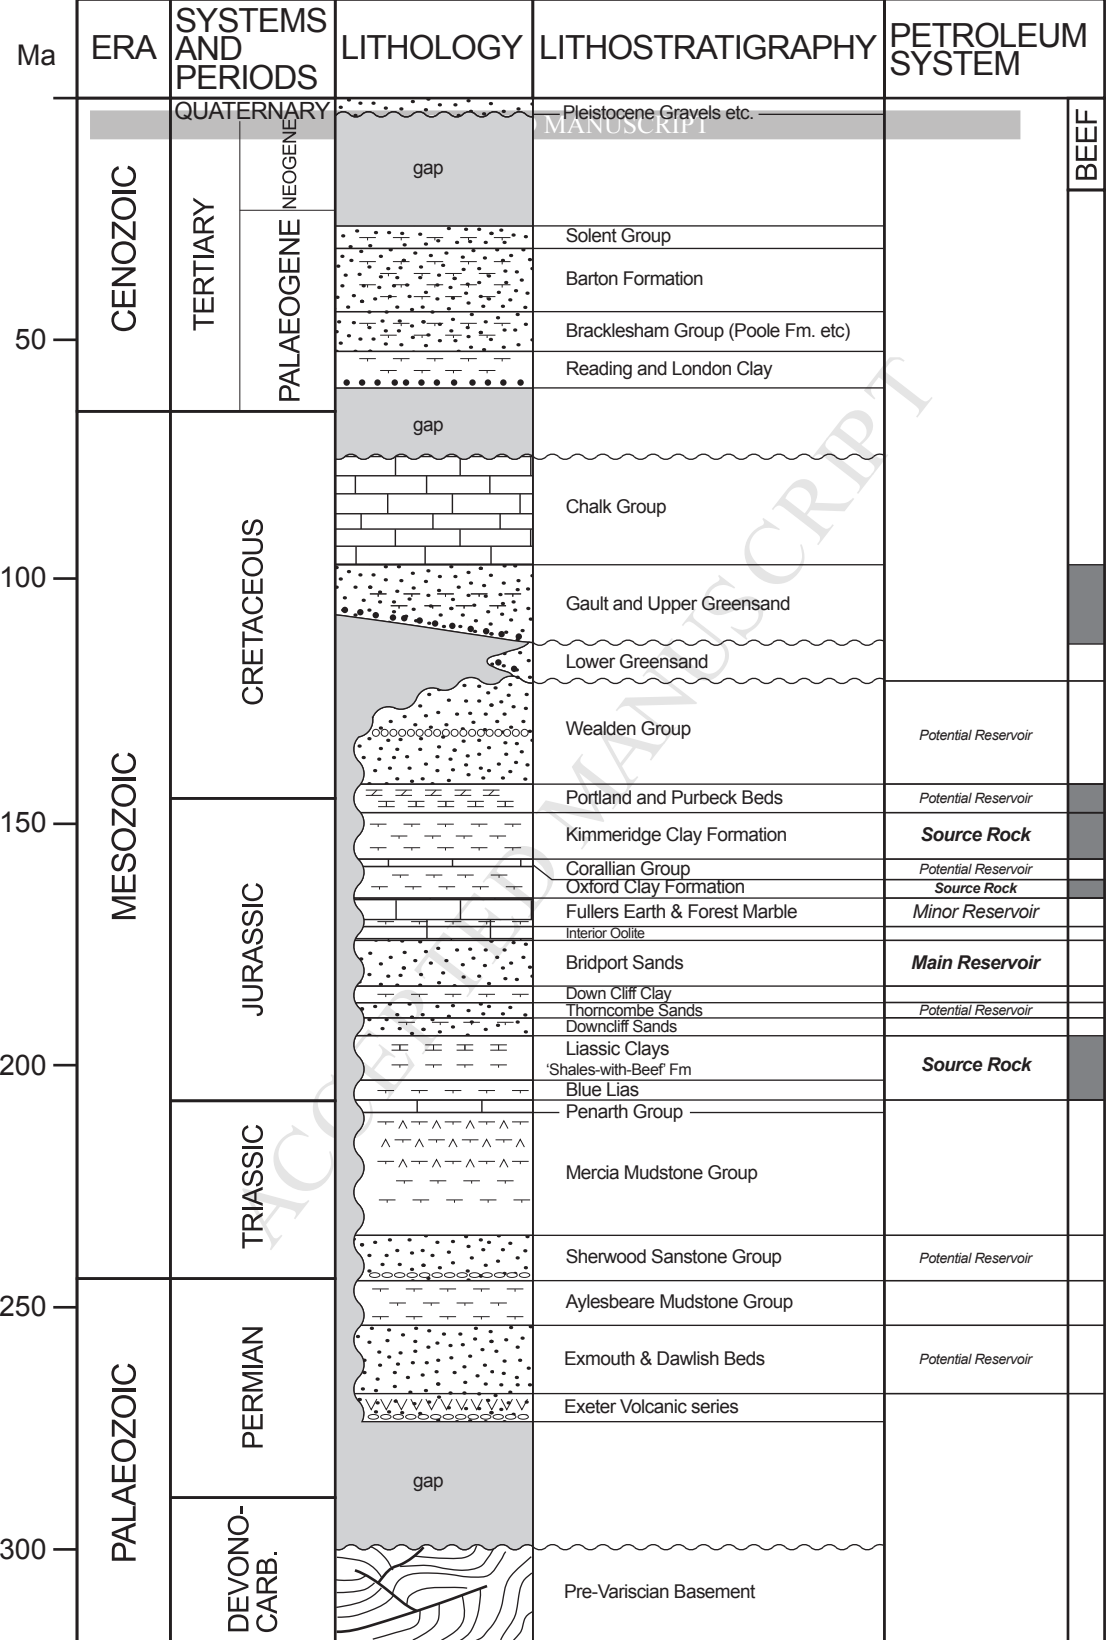 Ma
ERA
SYSTEMS
AND
PERIODS
LITHOLOGY
LITHOSTRATIGRAPHY
PETROLEUM
SYSTEM
QUATERNARY
Pleistocene Gravels etc.
MANUSCRIPT
BEEF
CENOZOIC
TERTIARY
NEOGENE
PALAEOGENE
gap
Solent Group
Barton Formation
50
Bracklesham Group (Poole Fm. etc)
Reading and London Clay
MESOZOIC
CRETACEOUS
gap
Chalk Group
100
Gault and Upper Greensand
Lower Greensand
Wealden Group
Potential Reservoir
Portland and Purbeck Beds
Potential Reservoir
150
JURASSIC
Kimmeridge Clay Formation
Source Rock
Corallian Group
Potential Reservoir
Oxford Clay Formation
Source Rock
Fullers Earth & Forest Marble
Minor Reservoir
Interior Oolite
Bridport Sands
Main Reservoir
Down Cliff Clay
Thorncombe Sands
Potential Reservoir
Downcliff Sands
200
Liassic Clays
'Shales-with-Beef' Fm
Source Rock
Blue Lias
TRIASSIC
Penarth Group
Mercia Mudstone Group
Sherwood Sanstone Group
Potential Reservoir
250
PALAEOZOIC
PERMIAN
Aylesbeare Mudstone Group
Exmouth & Dawlish Beds
Potential Reservoir
Exeter Volcanic series
gap
300
DEVONO-
CARB.
Pre-Variscian Basement
ACCEPTED MANUSCRIPT